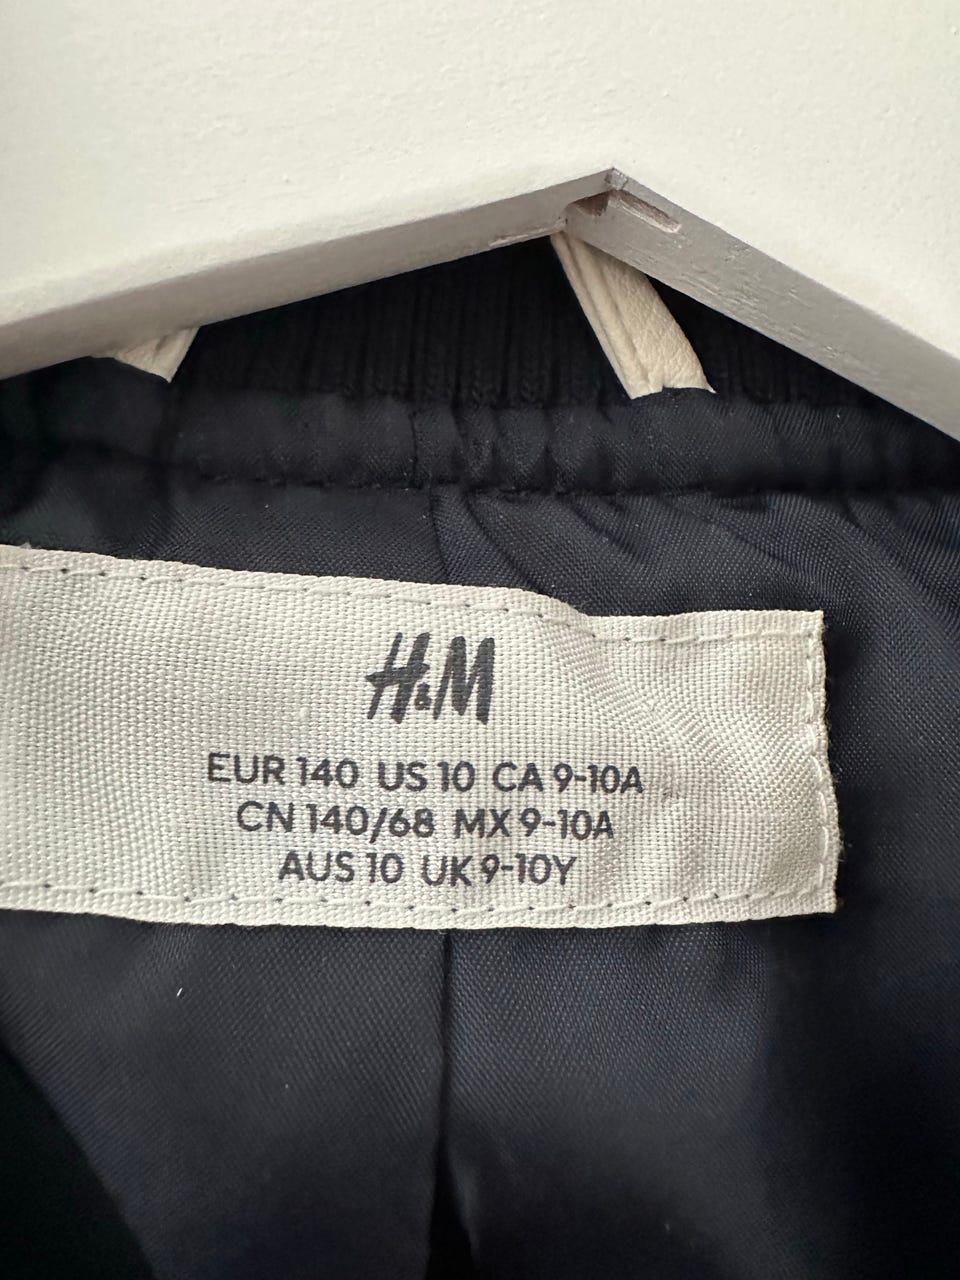 H&M
EUR 140 US 10 CA 9-10A
CN 140/68 MX 9-10A
AUS 10 UK 9-10Y